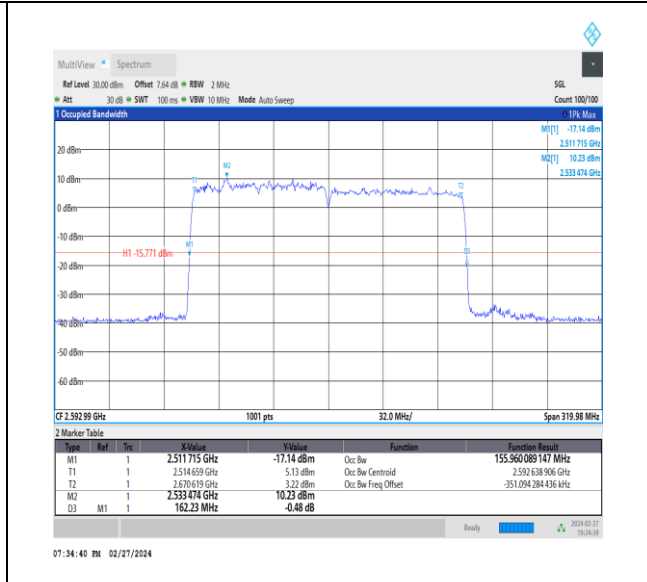 MultiView Spectrum
Ref Level 30.00 dBm Offset 7.64 dB RBW 2 MHz SGL
Att 30 dB SWT 100 ms VBW 10 MHz Mode Auto Sweep Count 100/100
1 Occupied Bandwidth 1Pk Max
M1[1] -17.14 dBm
2.511 715 GHz
20 dBm
M2[1] 10.23 dBm
2.533 474 GHz
M2
10 dBm
T1
T2
0 dBm
-10 dBm
M1
H1 -15.771 dBm
D3
-20 dBm
-30 dBm
-40 dBm
-50 dBm
-60 dBm
CF 2.592 99 GHz 1001 pts 32.0 MHz/ Span 319.98 MHz
2 Marker Table
Type Ref Trc X-Value Y-Value Function Function Result
M1 1 2.511 715 GHz -17.14 dBm Occ Bw 155.960 089 147 MHz
T1 1 2.514 659 GHz 5.13 dBm Occ Bw Centroid 2.592 638 906 GHz
T2 1 2.670 619 GHz 3.22 dBm Occ Bw Freq Offset -351.094 284 436 kHz
M2 1 2.533 474 GHz 10.23 dBm
D3 M1 1 162.23 MHz -0.48 dB
Ready 2024-02-27
19:34:39
07:34:40 PM 02/27/2024